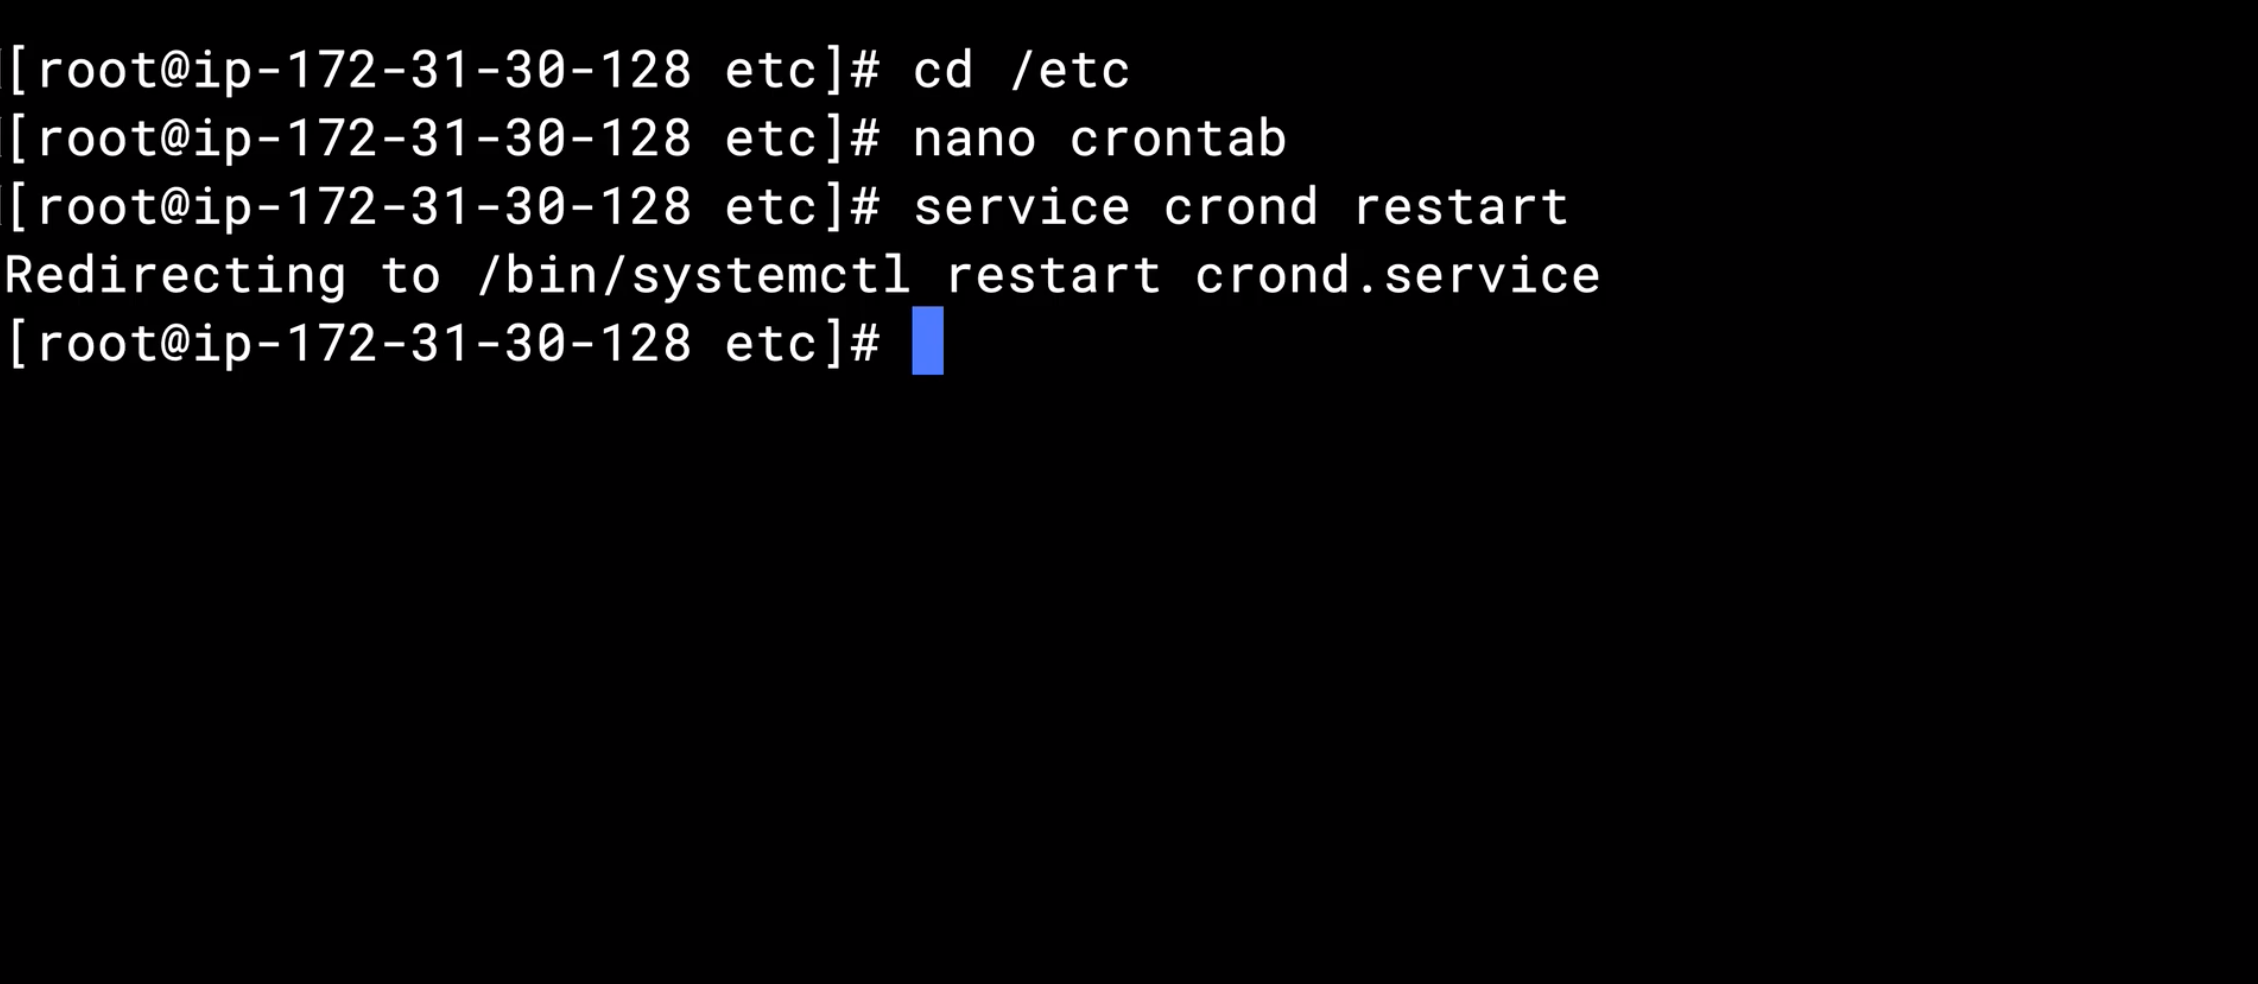 [root@ip-172-31-30-128 etc]# cd /etc
[root@ip-172-31-30-128 etc]# nano crontab
[root@ip-172-31-30-128 etc]# service crond restart
Redirecting to /bin/systemctl restart crond.service
[root@ip-172-31-30-128 etc]#